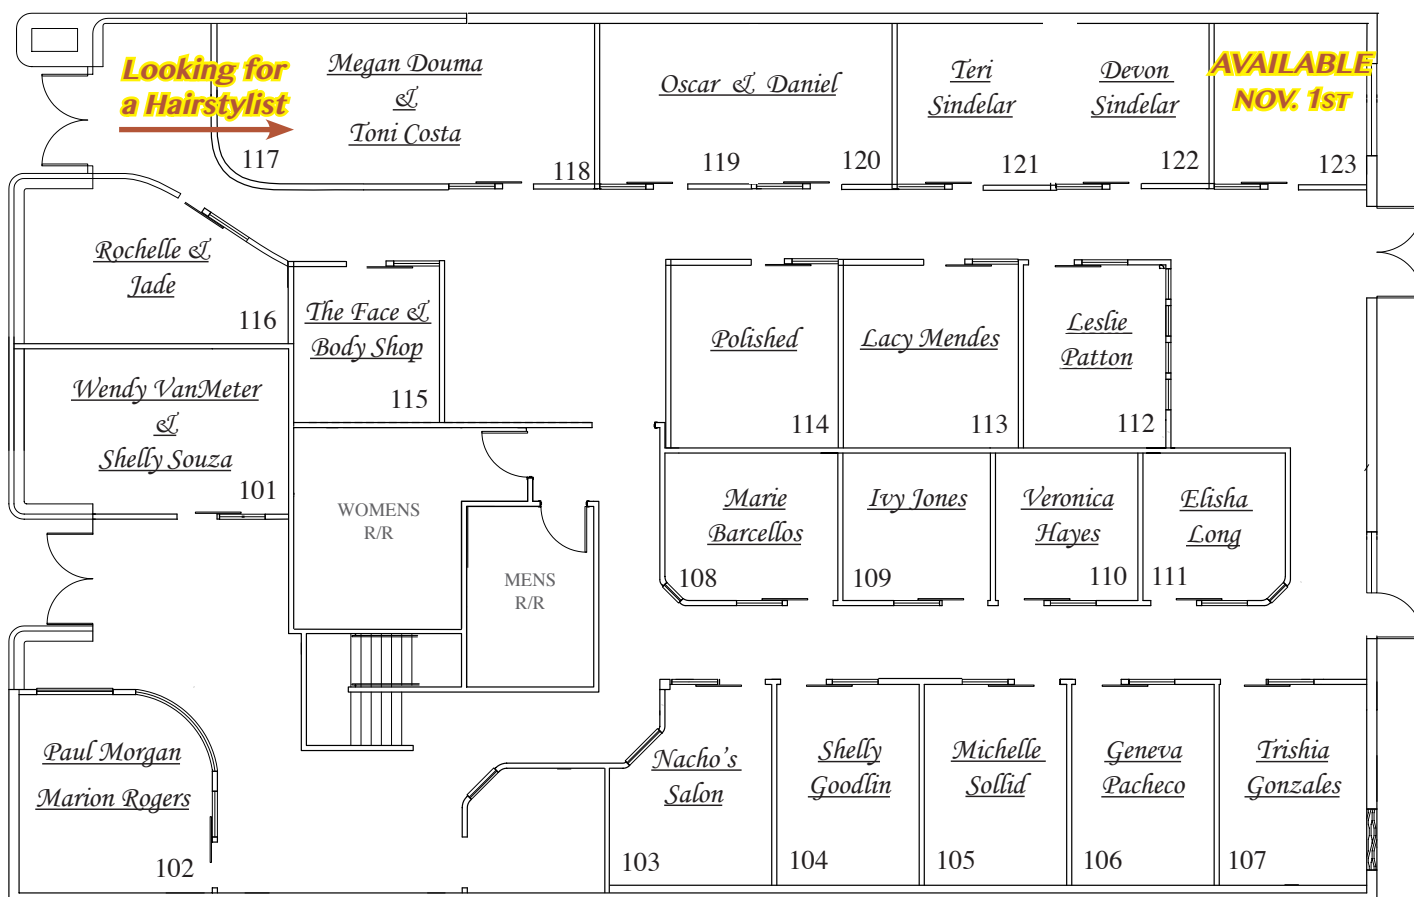 Looking for
a Hairstylist
Megan Douma
&
Toni Costa
117
118
Oscar & Daniel
119
120
Teri
Sindelar
121
Devon
Sindelar
122
AVAILABLE
NOV. 1ST
123
Rochelle &
Jade
116
The Face &
Body Shop
115
Polished
114
Lacy Mendes
113
Leslie
Patton
112
Wendy VanMeter
&
Shelly Souza
101
WOMENS
R/R
MENS
R/R
Marie
Barcellos
108
Ivy Jones
109
Veronica
Hayes
110
Elisha
Long
111
Paul Morgan
Marion Rogers
102
Nacho's
Salon
103
Shelly
Goodlin
104
Michelle
Sollid
105
Geneva
Pacheco
106
Trishia
Gonzales
107